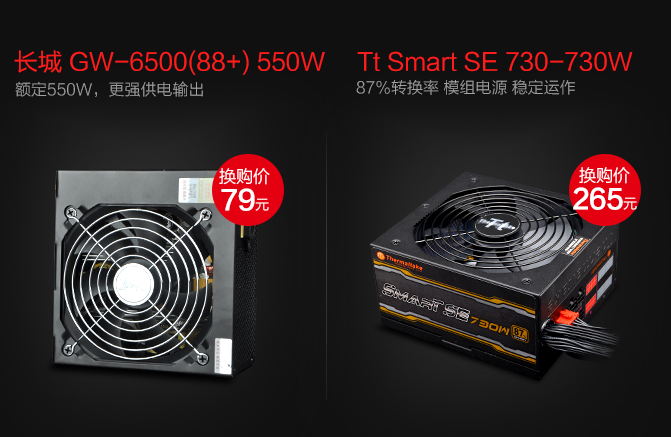 长城 GW-6500(88+) 550W
额定550W，更强供电输出
换购价
79元
Tt Smart SE 730-730W
87%转换率 模组电源 稳定运作
换购价
265元
Tt
Thermaltake
SMART SE
730W